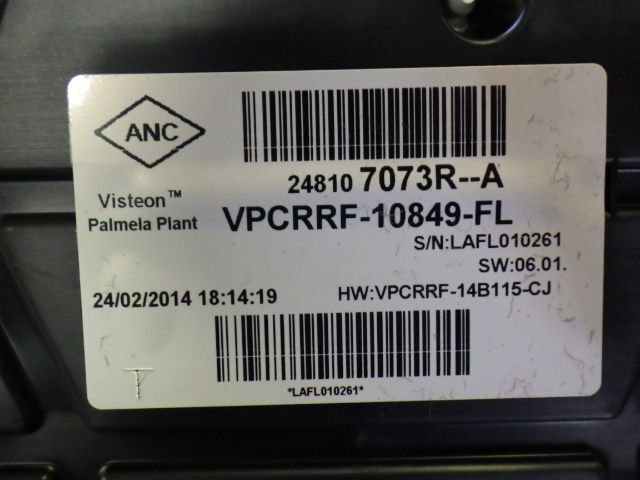 ANC
24810 7073R--A
Visteon™
Palmela Plant
VPCRRF-10849-FL
S/N:LAFL010261
SW:06.01.
24/02/2014 18:14:19
HW:VPCRRF-14B115-CJ
T
*LAFL010261*